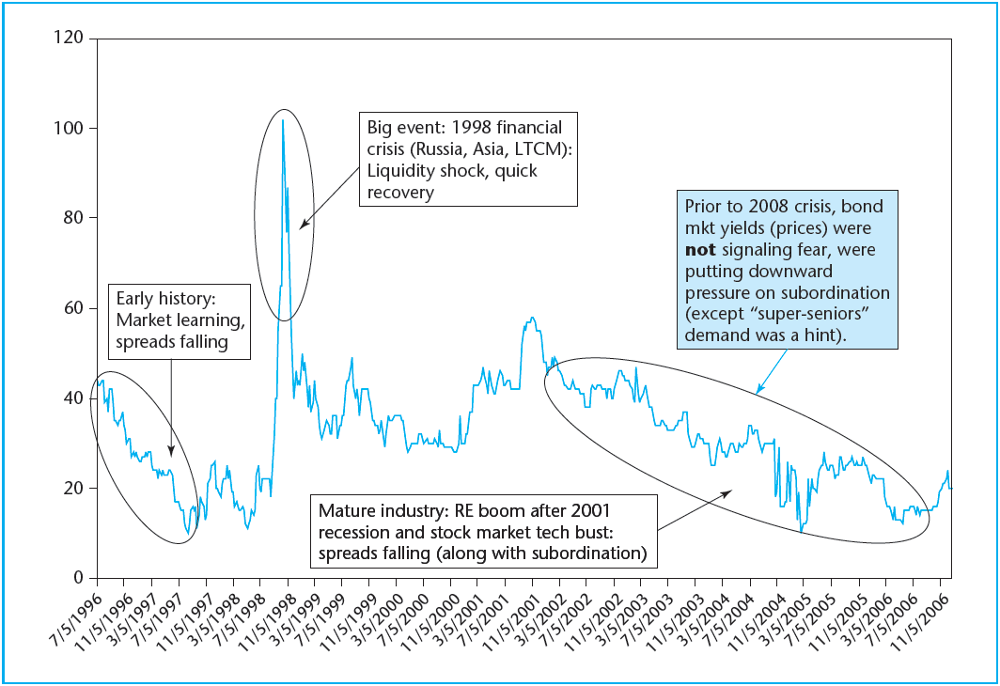 120
100
80
60
40
20
0
Big event: 1998 financial
crisis (Russia, Asia, LTCM):
Liquidity shock, quick
recovery
Prior to 2008 crisis, bond
mkt yields (prices) were
not signaling fear, were
putting downward
pressure on subordination
(except “super-seniors”
demand was a hint).
Early history:
Market learning,
spreads falling
Mature industry: RE boom after 2001
recession and stock market tech bust:
spreads falling (along with subordination)
7/5/1996
11/5/1996
3/5/1997
7/5/1997
11/5/1997
3/5/1998
7/5/1998
11/5/1998
3/5/1999
7/5/1999
11/5/1999
3/5/2000
7/5/2000
11/5/2000
3/5/2001
7/5/2001
11/5/2001
3/5/2002
7/5/2002
11/5/2002
3/5/2003
7/5/2003
11/5/2003
3/5/2004
7/5/2004
11/5/2004
3/5/2005
7/5/2005
11/5/2005
3/5/2006
7/5/2006
11/5/2006